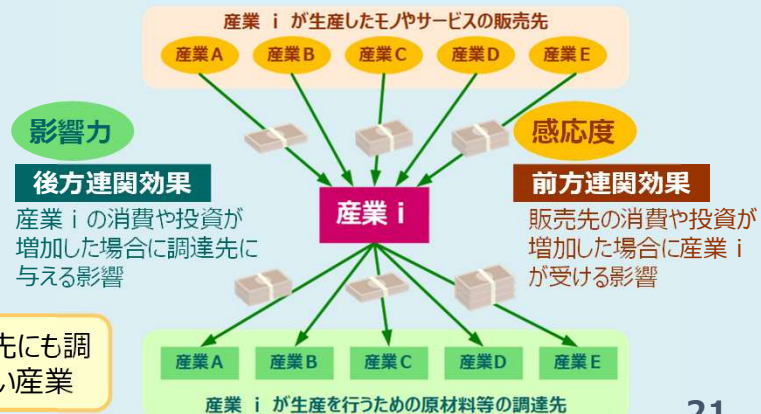 産業 i が生産したモノやサービスの販売先
産業A 産業B 産業C 産業D 産業E
影響力
後方連関効果
産業 i の消費や投資が
増加した場合に調達先に
与える影響
産業 i
感応度
前方連関効果
販売先の消費や投資が
増加した場合に産業 i
が受ける影響
先にも調
い産業
産業A 産業B 産業C 産業D 産業E
産業 i が生産を行うための原材料等の調達先
21